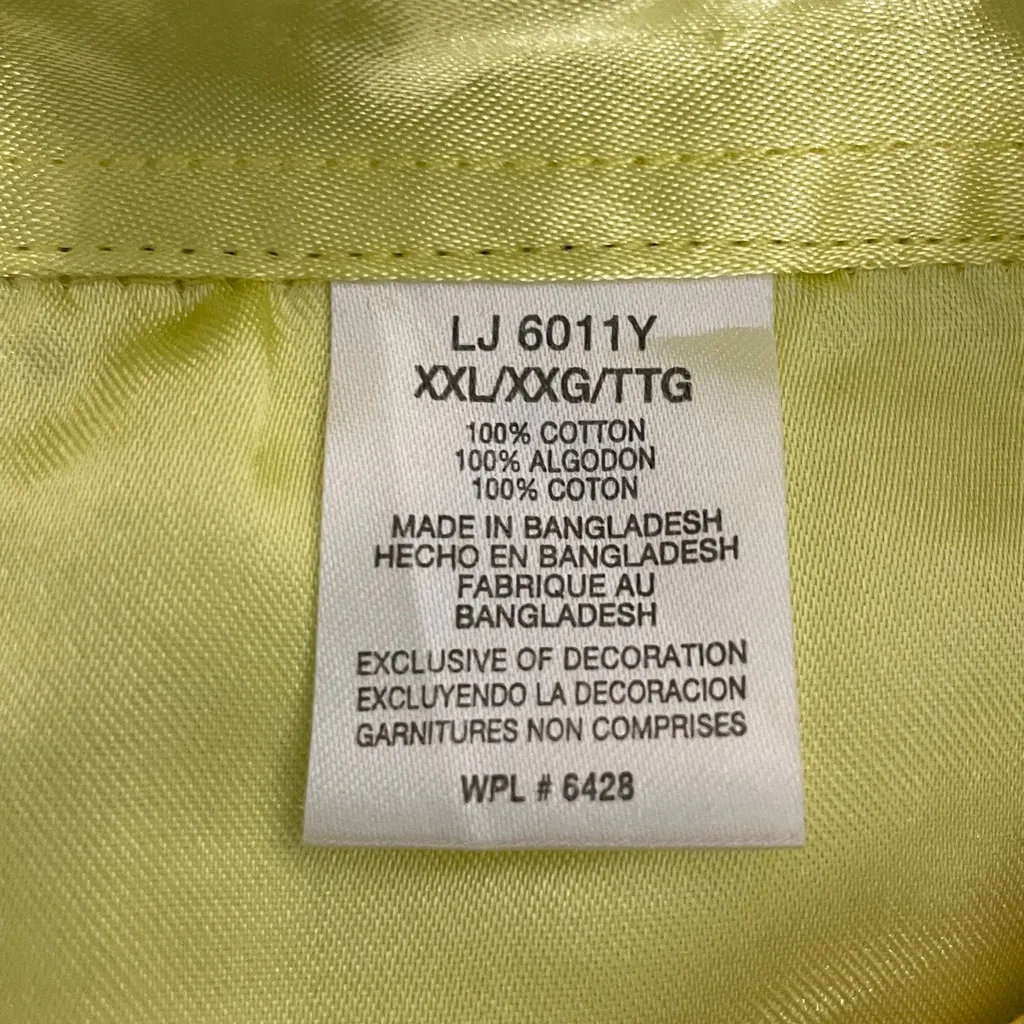 LJ 6011Y
XXL/XXG/TTG
100% COTTON
100% ALGODON
100% COTON
MADE IN BANGLADESH
HECHO EN BANGLADESH
FABRIQUE AU
BANGLADESH
EXCLUSIVE OF DECORATION
EXCLUYENDO LA DECORACION
GARNITURES NON COMPRISES
WPL # 6428